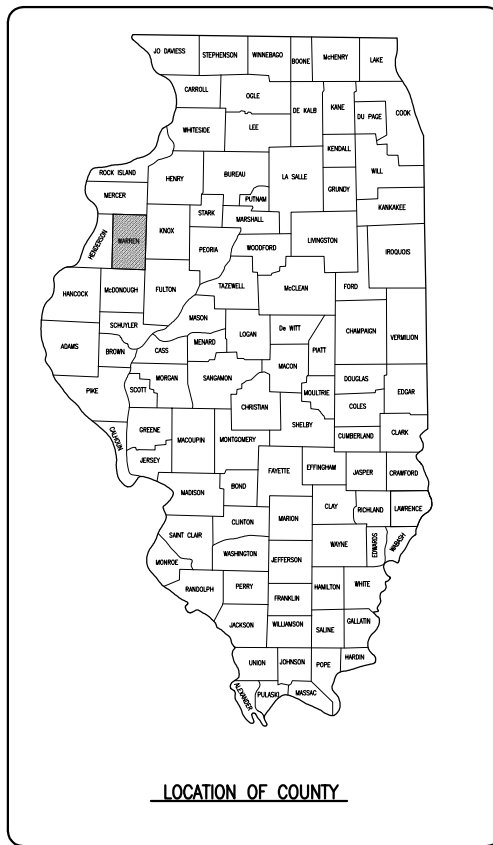 JO DAVIESS
STEPHENSON
WINNEBAGO
BOONE
McHENRY
LAKE
CARROLL
OGLE
DE KALB
KANE
COOK
DU PAGE
WHITESIDE
LEE
KENDALL
WILL
ROCK ISLAND
HENRY
BUREAU
LA SALLE
GRUNDY
MERCER
PUTNAM
KANKAKEE
STARK
MARSHALL
HENDERSON
WARREN
KNOX
PEORIA
WOODFORD
LIVINGSTON
IROQUOIS
HANCOCK
McDONOUGH
FULTON
TAZEWELL
McCLEAN
FORD
MASON
SCHUYLER
LOGAN
De WITT
CHAMPAIGN
VERMILION
ADAMS
BROWN
CASS
MENARD
PIATT
MACON
MORGAN
SANGAMON
DOUGLAS
PIKE
SCOTT
MOULTRIE
EDGAR
CHRISTIAN
COLES
CALHOUN
GREENE
MACOUPIN
MONTGOMERY
SHELBY
CUMBERLAND
CLARK
JERSEY
FAYETTE
EFFINGHAM
JASPER
CRAWFORD
MADISON
BOND
CLAY
RICHLAND
LAWRENCE
CLINTON
MARION
SAINT CLAIR
WAYNE
EDWARDS
WABASH
WASHINGTON
JEFFERSON
MONROE
RANDOLPH
PERRY
HAMILTON
WHITE
FRANKLIN
JACKSON
WILLIAMSON
SALINE
GALLATIN
UNION
JOHNSON
POPE
HARDIN
ALEXANDER
PULASKI
MASSAC
LOCATION OF COUNTY